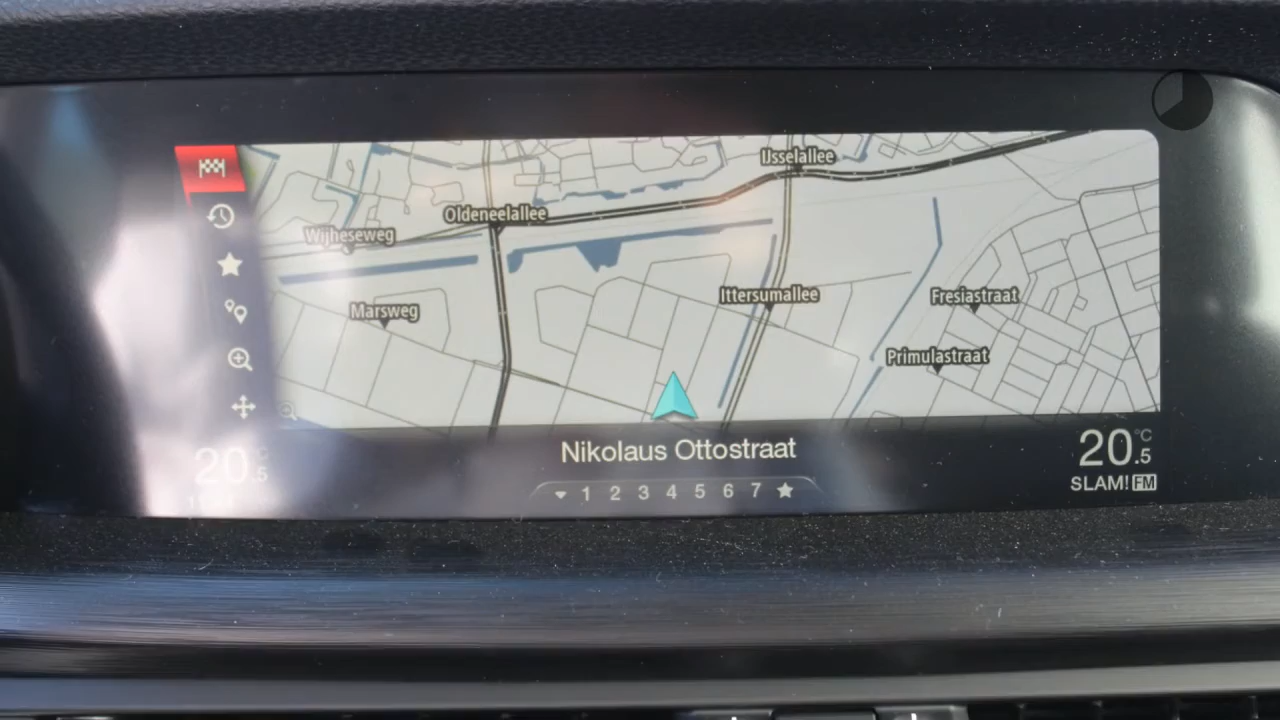 IJsselallee
Oldeneelallee
Wijheseweg
Ittersumallee
Fresiastraat
Marsweg
Primulastraat
Nikolaus Ottostraat
20.5 °C
20.5
SLAM! FM
1 2 3 4 5 6 7